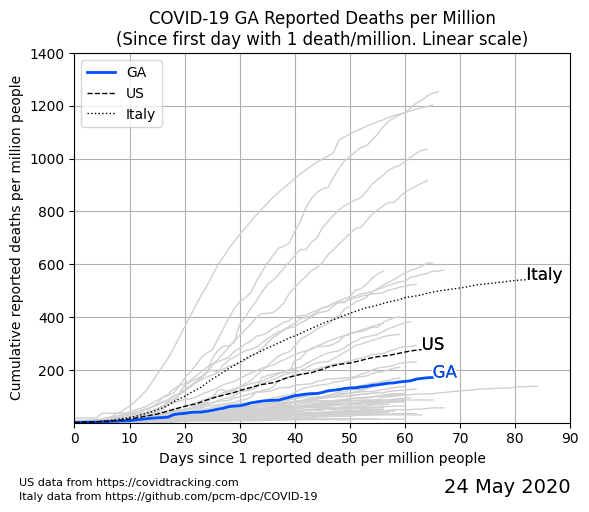 COVID-19 GA Reported Deaths per Million
(Since first day with 1 death/million. Linear scale)
Cumulative reported deaths per million people
1400
1200
1000
800
600
400
200
GA
US
Italy
Italy
US
GA
0 10 20 30 40 50 60 70 80 90
Days since 1 reported death per million people
US data from https://covidtracking.com
Italy data from https://github.com/pcm-dpc/COVID-19
24 May 2020